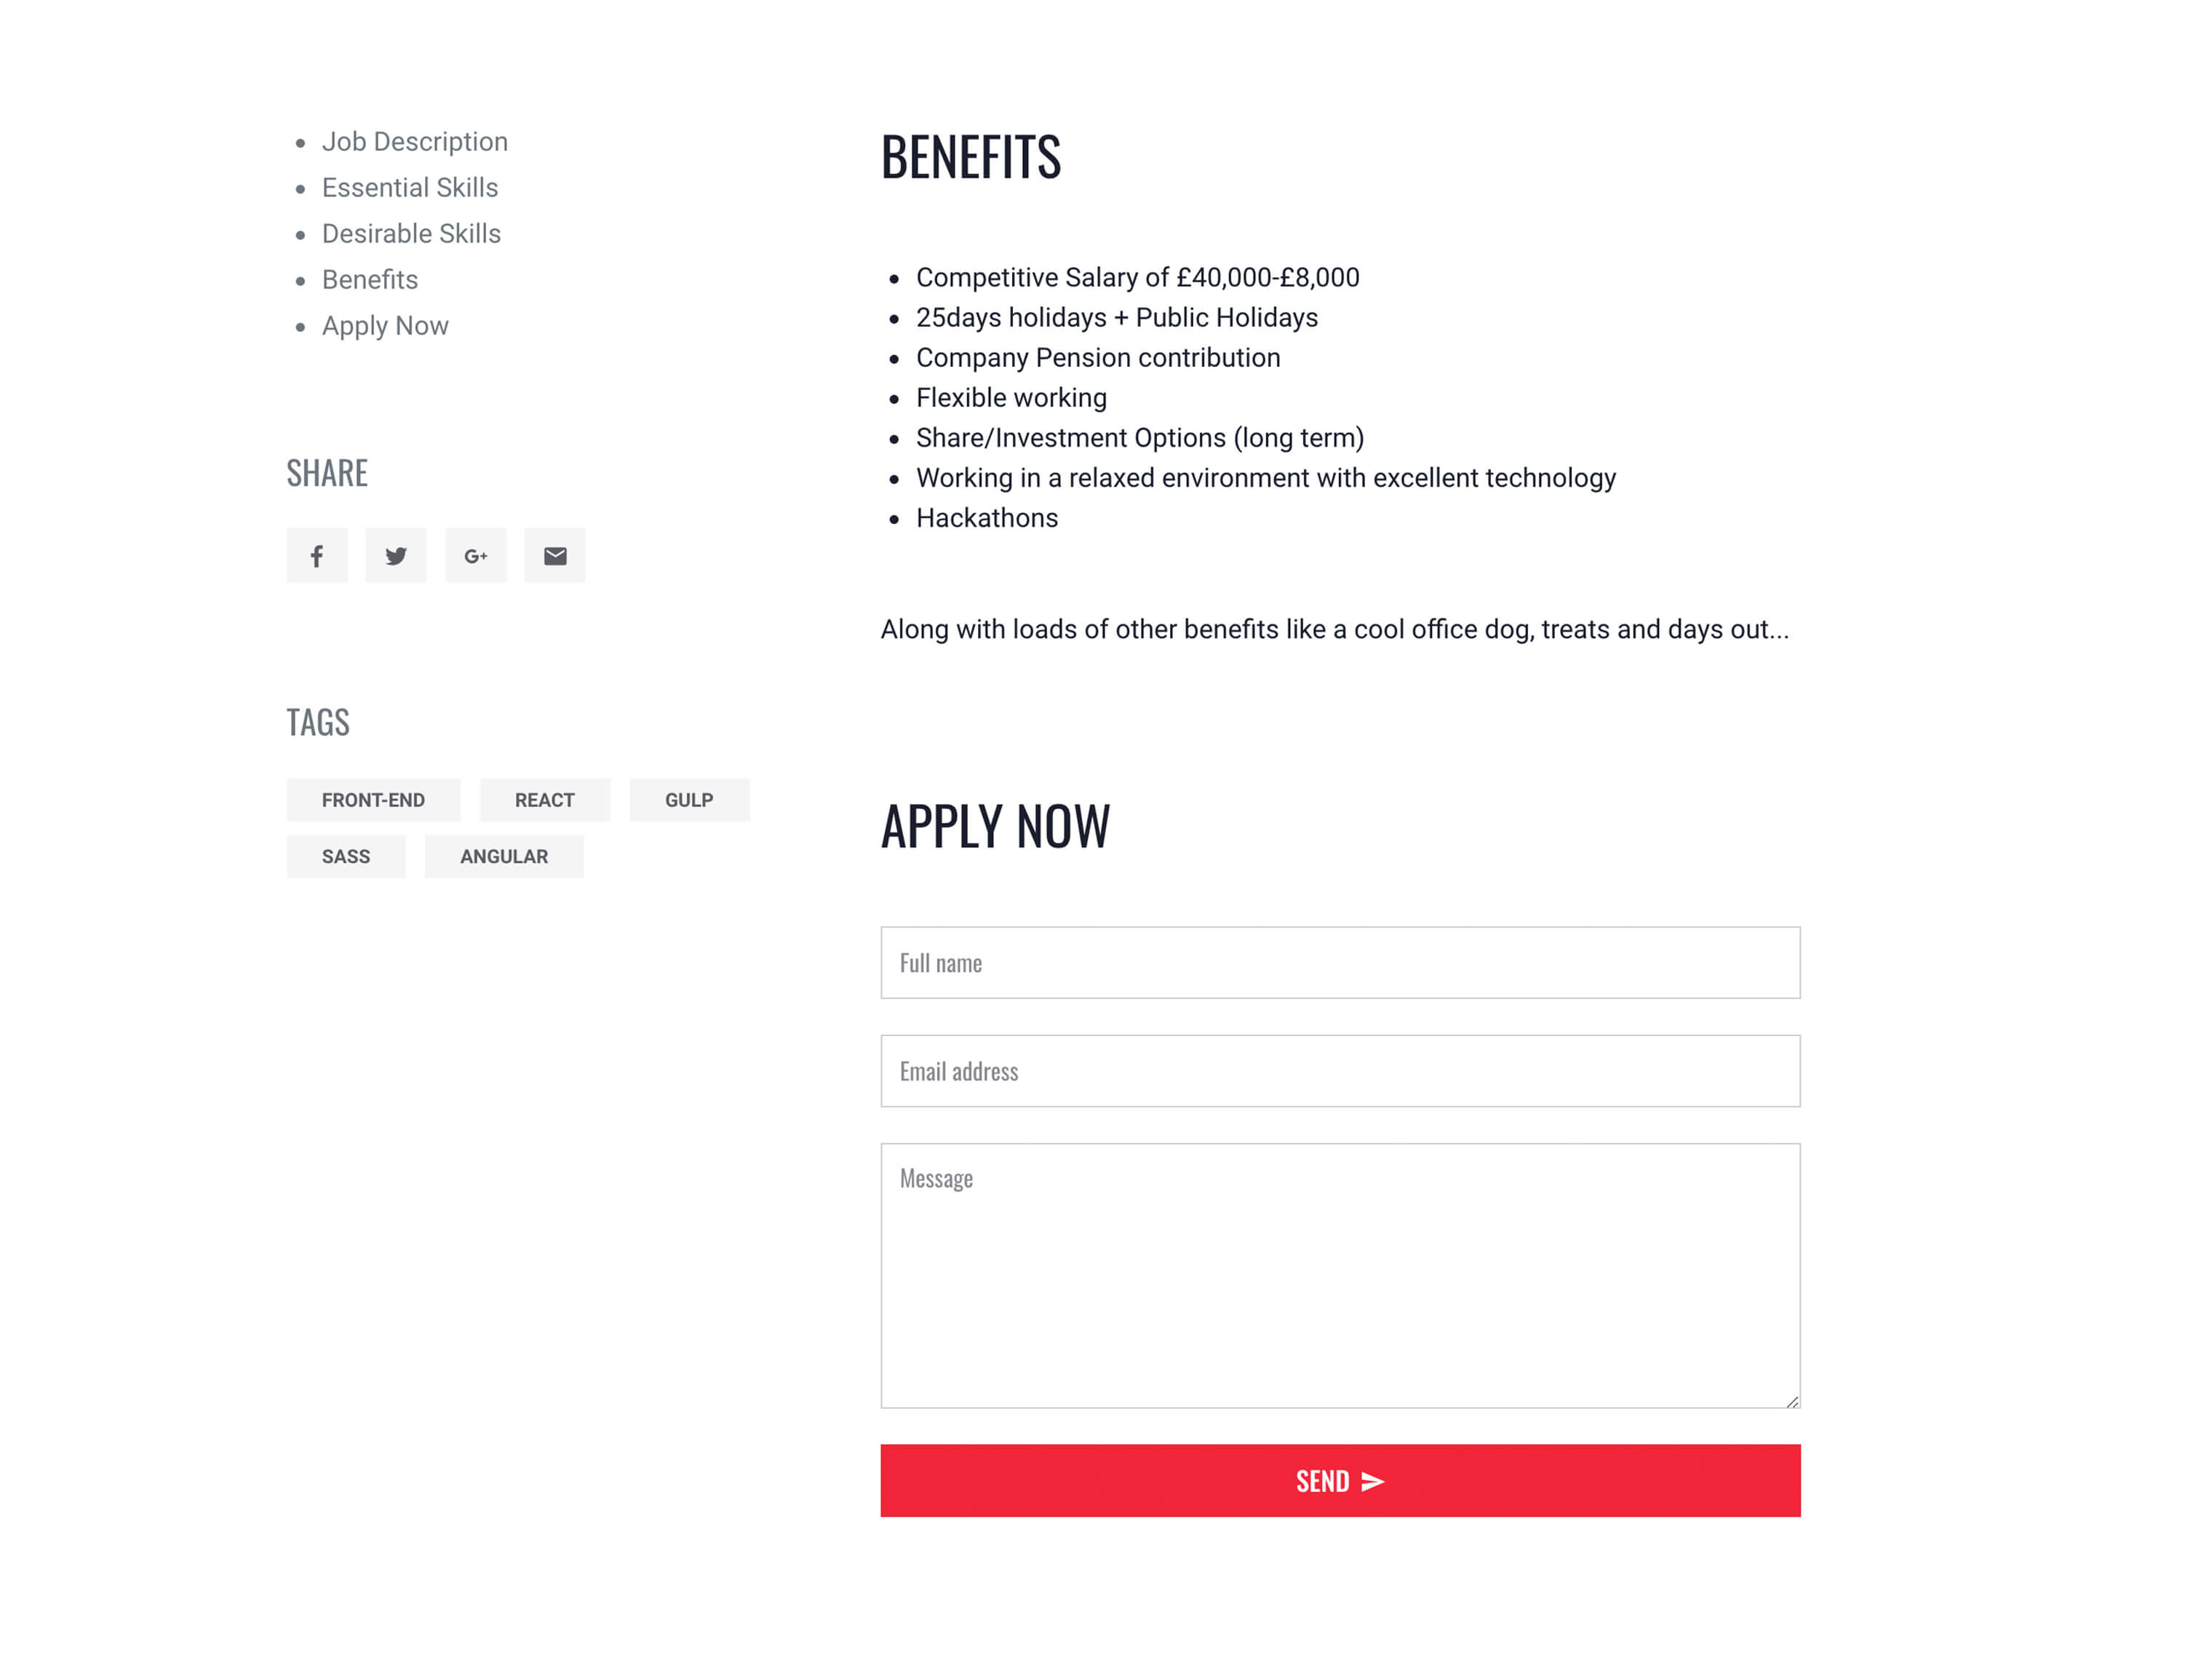 Job Description
Essential Skills
Desirable Skills
Benefits
Apply Now
SHARE
G+
TAGS
FRONT-END REACT GULP
SASS ANGULAR
BENEFITS
Competitive Salary of £40,000-£8,000
25days holidays + Public Holidays
Company Pension contribution
Flexible working
Share/Investment Options (long term)
Working in a relaxed environment with excellent technology
Hackathons
Along with loads of other benefits like a cool office dog, treats and days out...
APPLY NOW
Full name
Email address
Message
SEND